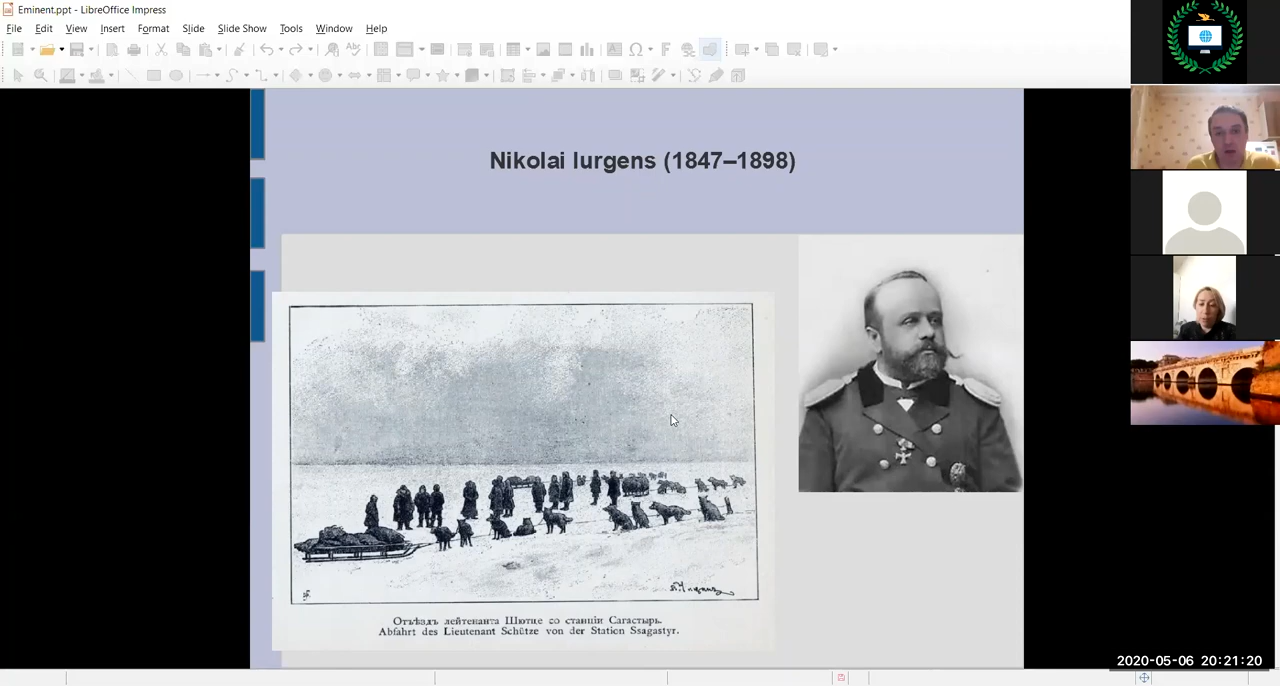 Eminent.ppt - LibreOffice Impress
File Edit View Insert Format Slide Slide Show Tools Window Help
Nikolai Iurgens (1847–1898)
Отъѣздъ лейтенанта Шютце со станціи Сагастырь.
Abfahrt des Lieutenant Schütze von der Station Ssagastyr.
2020-05-06 20:21:20